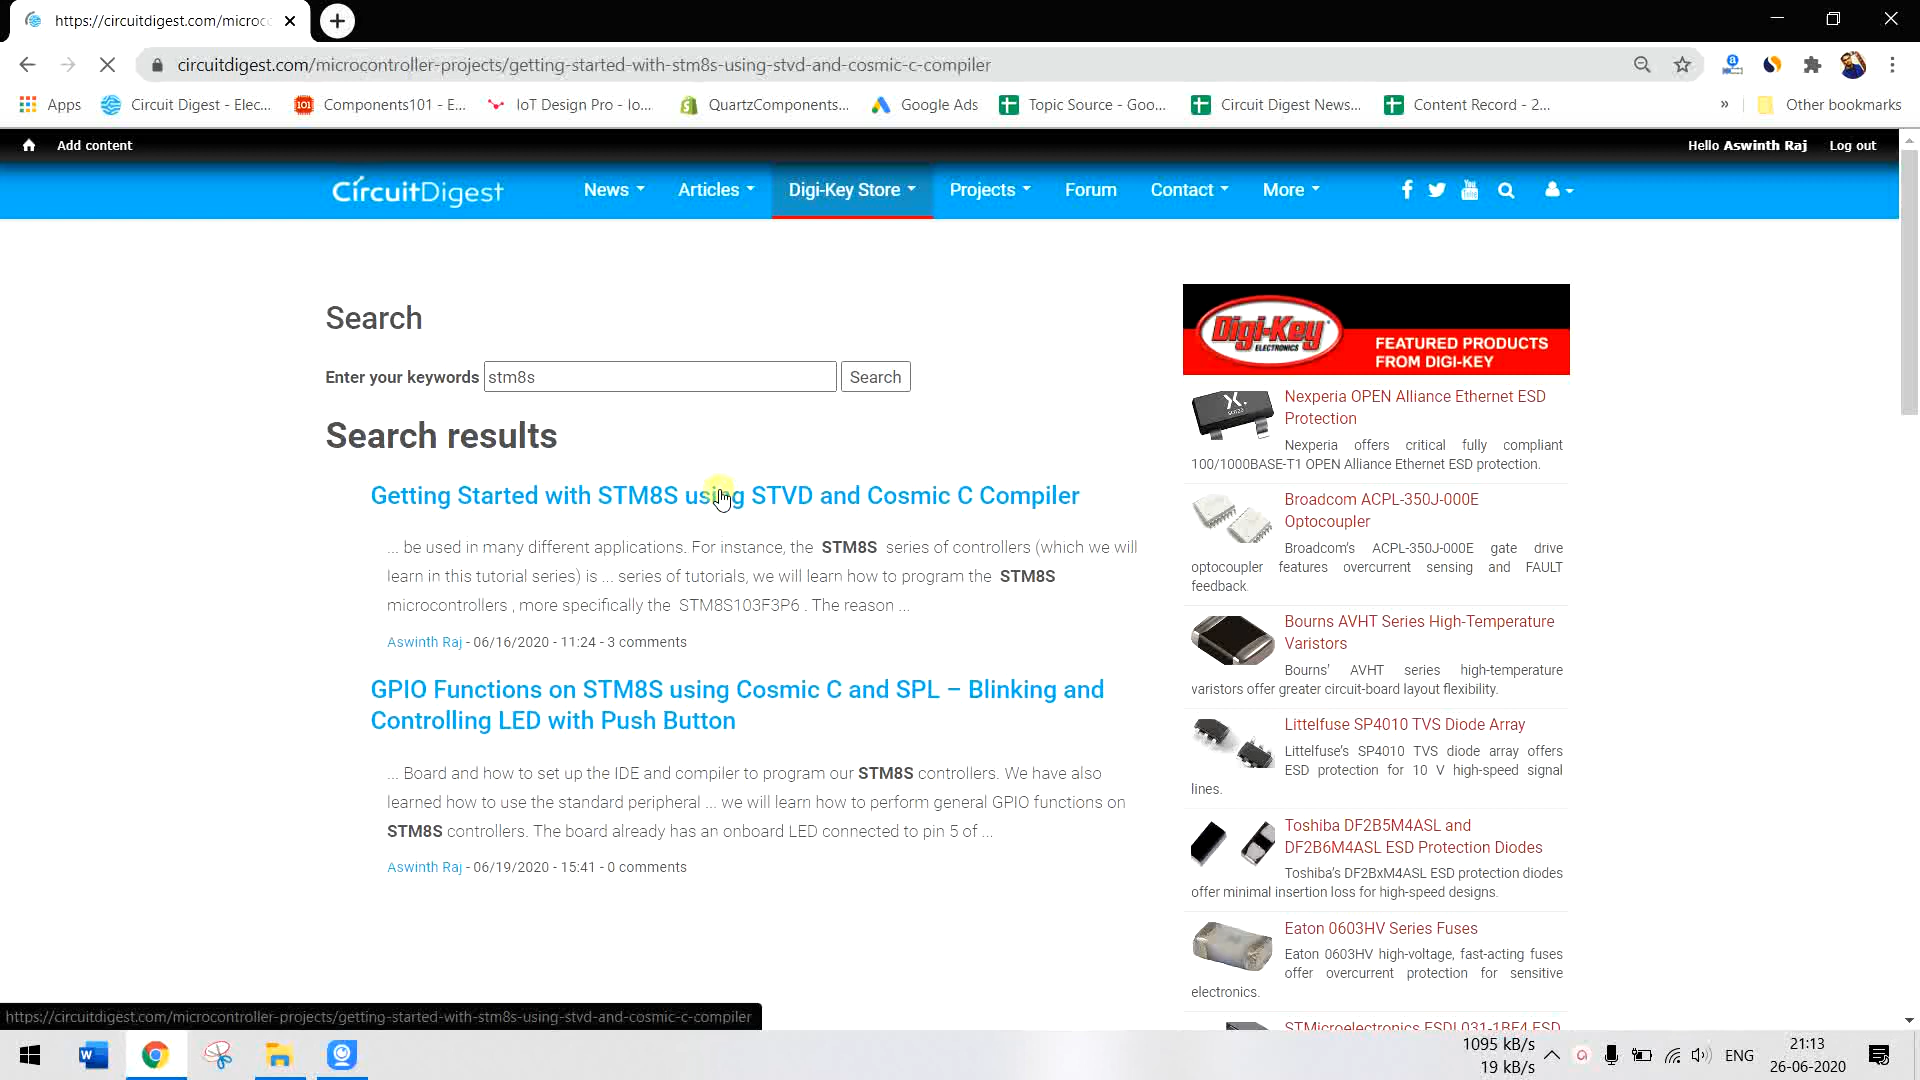 https://circuitdigest.com/microc
circuitdigest.com/microcontroller-projects/getting-started-with-stm8s-using-stvd-and-cosmic-c-compiler
Apps
Circuit Digest - Elec...
Components101 - E...
IoT Design Pro - Io...
QuartzComponents...
Google Ads
Topic Source - Goo...
Circuit Digest News...
Content Record - 2...
»
Other bookmarks
Add content
Hello Aswinth Raj
Log out
CircuitDigest
News
Articles
Digi-Key Store
Projects
Forum
Contact
More
Search
Enter your keywords stm8s Search
Search results
Getting Started with STM8S using STVD and Cosmic C Compiler
... be used in many different applications. For instance, the STM8S series of controllers (which we will
learn in this tutorial series) is ... series of tutorials, we will learn how to program the STM8S
microcontrollers , more specifically the STM8S103F3P6 . The reason ...
Aswinth Raj - 06/16/2020 - 11:24 - 3 comments
GPIO Functions on STM8S using Cosmic C and SPL – Blinking and
Controlling LED with Push Button
... Board and how to set up the IDE and compiler to program our STM8S controllers. We have also
learned how to use the standard peripheral ... we will learn how to perform general GPIO functions on
STM8S controllers. The board already has an onboard LED connected to pin 5 of ...
Aswinth Raj - 06/19/2020 - 15:41 - 0 comments
Digi-Key
ELECTRONICS
FEATURED PRODUCTS
FROM DIGI-KEY
Nexperia OPEN Alliance Ethernet ESD
Protection
Nexperia offers critical fully compliant
100/1000BASE-T1 OPEN Alliance Ethernet ESD protection.
Broadcom ACPL-350J-000E
Optocoupler
Broadcom's ACPL-350J-000E gate drive
optocoupler features overcurrent sensing and FAULT
feedback.
Bourns AVHT Series High-Temperature
Varistors
Bourns' AVHT series high-temperature
varistors offer greater circuit-board layout flexibility.
Littelfuse SP4010 TVS Diode Array
Littelfuse's SP4010 TVS diode array offers
ESD protection for 10 V high-speed signal
lines.
Toshiba DF2B5M4ASL and
DF2B6M4ASL ESD Protection Diodes
Toshiba's DF2BxM4ASL ESD protection diodes
offer minimal insertion loss for high-speed designs.
Eaton 0603HV Series Fuses
Eaton 0603HV high-voltage, fast-acting fuses
offer overcurrent protection for sensitive
electronics.
STMicroelectronics ESDL031-1BF4 ESD
https://circuitdigest.com/microcontroller-projects/getting-started-with-stm8s-using-stvd-and-cosmic-c-compiler
1095 kB/s
19 kB/s
ENG
21:13
26-06-2020